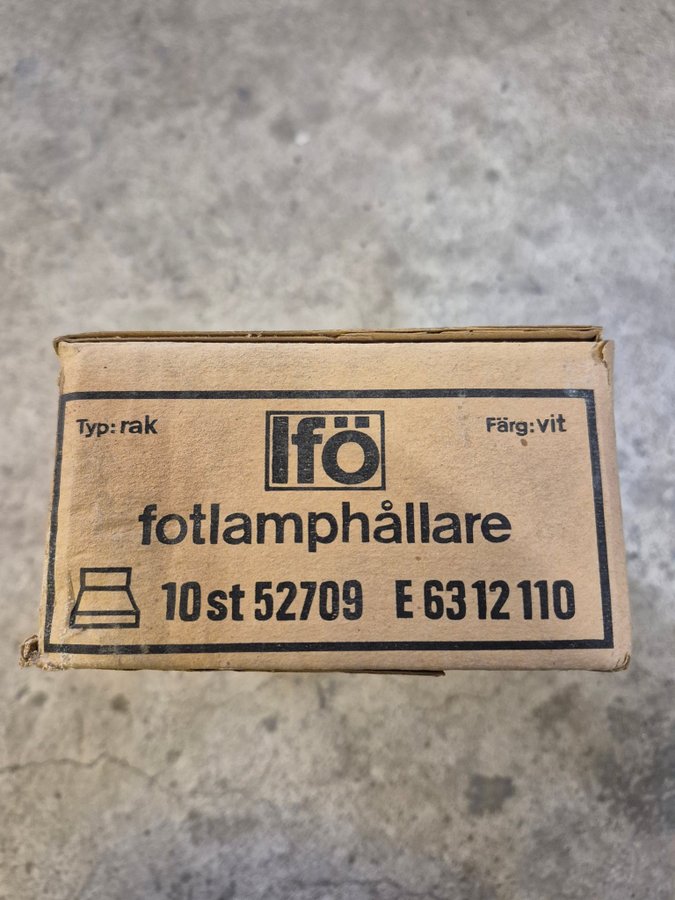 Typ: rak
Ifö
Färg: vit
fotlamphållare
10 st 52709 E 63 12 110